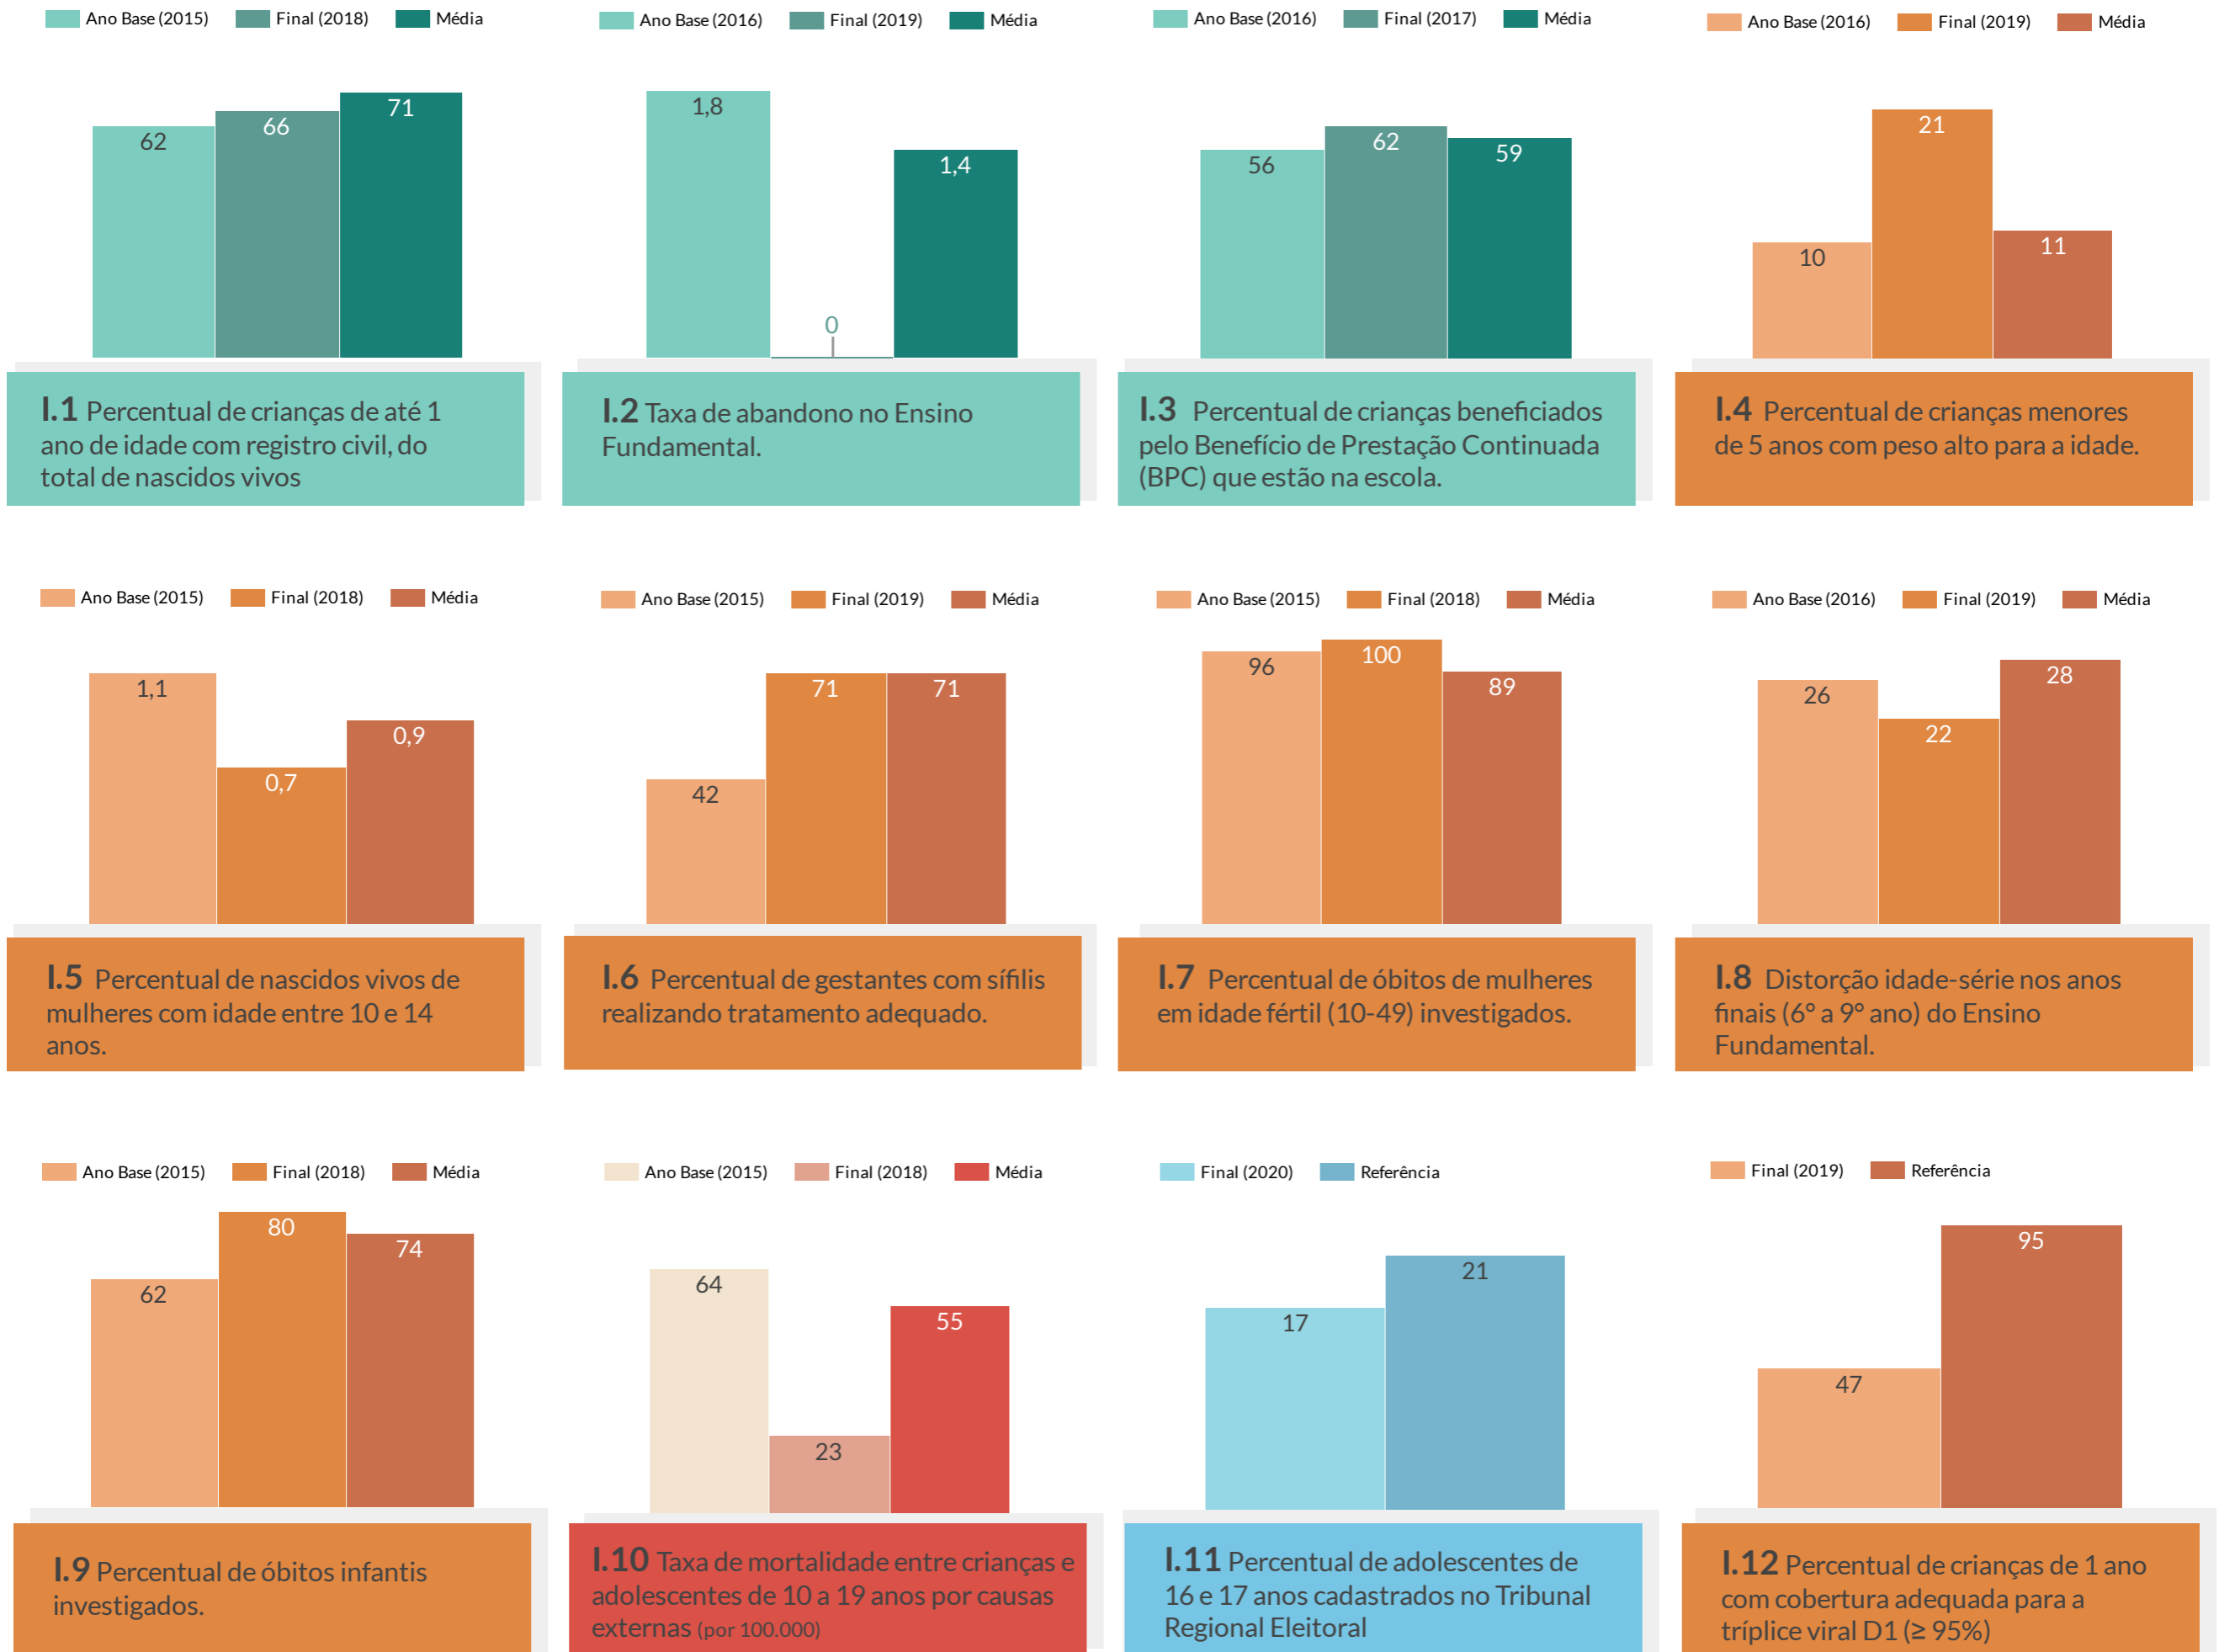 Ano Base (2015) Final (2018) Média
62
66
71
I.1 Percentual de crianças de até 1
ano de idade com registro civil, do
total de nascidos vivos
Ano Base (2016) Final (2019) Média
1,8
0
1,4
I.2 Taxa de abandono no Ensino
Fundamental.
Ano Base (2016) Final (2017) Média
56
62
59
I.3 Percentual de crianças beneficiados
pelo Benefício de Prestação Continuada
(BPC) que estão na escola.
Ano Base (2016) Final (2019) Média
10
21
11
I.4 Percentual de crianças menores
de 5 anos com peso alto para a idade.
Ano Base (2015) Final (2018) Média
1,1
0,7
0,9
I.5 Percentual de nascidos vivos de
mulheres com idade entre 10 e 14
anos.
Ano Base (2015) Final (2019) Média
42
71
71
I.6 Percentual de gestantes com sífilis
realizando tratamento adequado.
Ano Base (2015) Final (2018) Média
96
100
89
I.7 Percentual de óbitos de mulheres
em idade fértil (10-49) investigados.
Ano Base (2016) Final (2019) Média
26
22
28
I.8 Distorção idade-série nos anos
finais (6° a 9° ano) do Ensino
Fundamental.
Ano Base (2015) Final (2018) Média
62
80
74
I.9 Percentual de óbitos infantis
investigados.
Ano Base (2015) Final (2018) Média
64
23
55
I.10 Taxa de mortalidade entre crianças e
adolescentes de 10 a 19 anos por causas
externas (por 100.000)
Final (2020) Referência
17
21
I.11 Percentual de adolescentes de
16 e 17 anos cadastrados no Tribunal
Regional Eleitoral
Final (2019) Referência
47
95
I.12 Percentual de crianças de 1 ano
com cobertura adequada para a
tríplice viral D1 (≥ 95%)